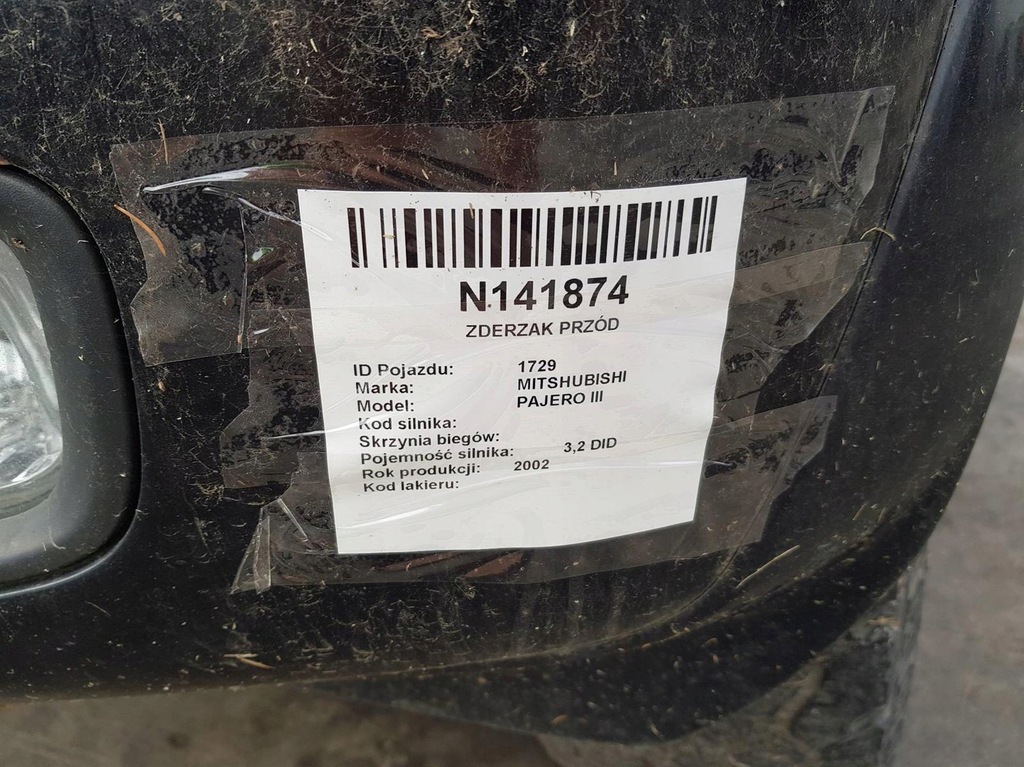 N141874
ZDERZAK PRZÓD
ID Pojazdu: 1729
Marka: MITSHUBISHI
Model: PAJERO III
Kod silnika:
Skrzynia biegów:
Pojemność silnika: 3,2 DID
Rok produkcji: 2002
Kod lakieru: